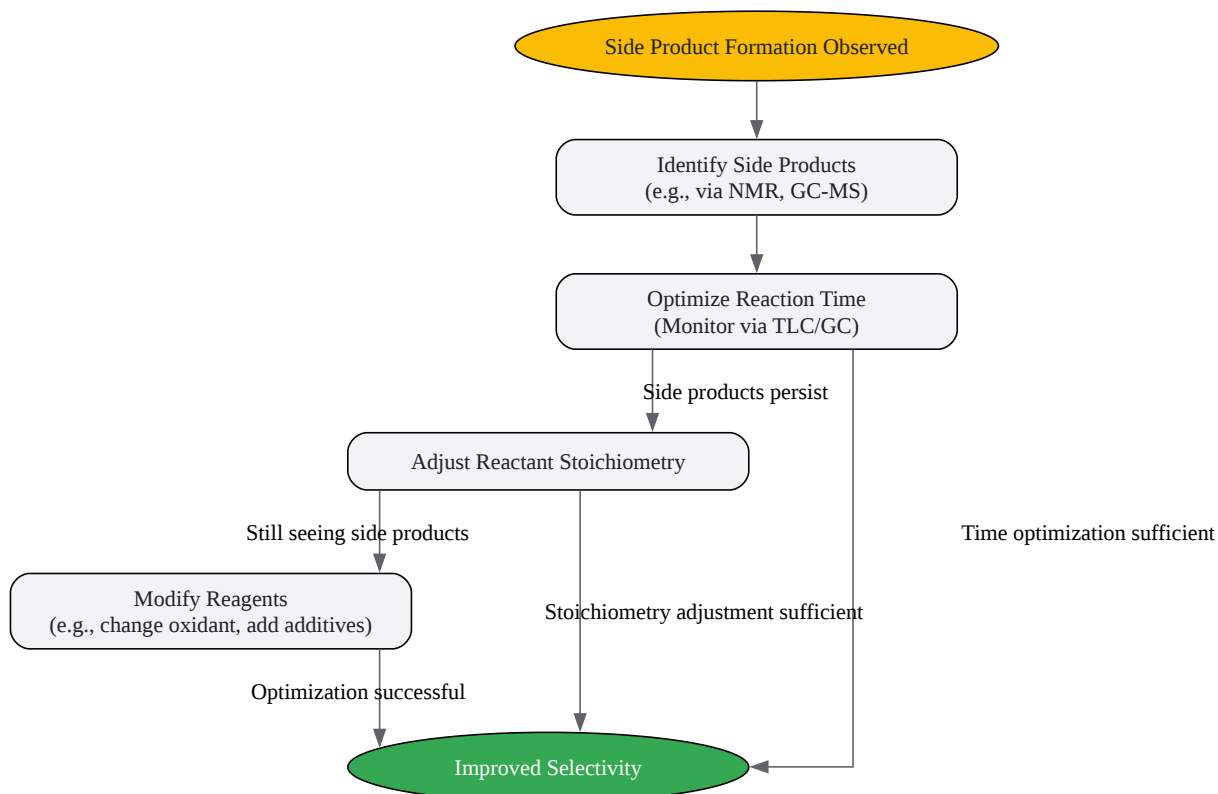 Side Product Formation Observed
Identify Side Products
(e.g., via NMR, GC-MS)
Optimize Reaction Time
(Monitor via TLC/GC)
Side products persist
Adjust Reactant Stoichiometry
Still seeing side products
Time optimization sufficient
Modify Reagents
(e.g., change oxidant, add additives)
Stoichiometry adjustment sufficient
Optimization successful
Improved Selectivity